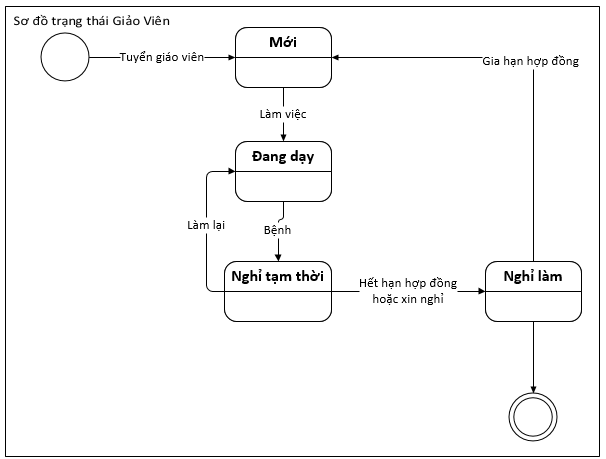 Sơ đồ trạng thái Giảo Viên
Tuyển giáo viên
Mới
Gia hạn hợp đồng
Làm việc
Đang dạy
Làm lại
Bệnh
Nghỉ tạm thời
Hết hạn hợp đồng
hoặc xin nghỉ
Nghỉ làm